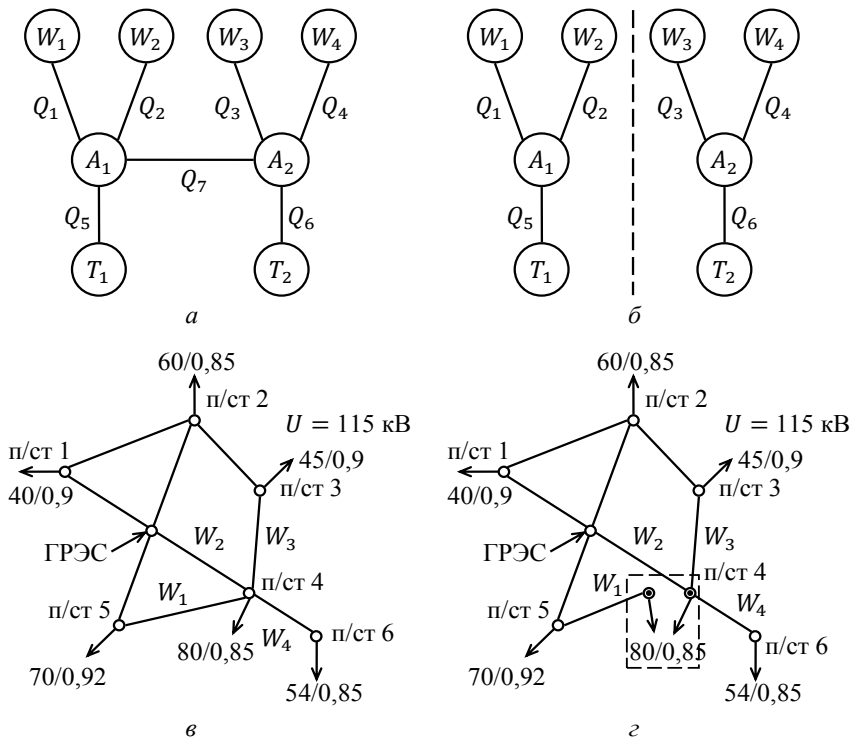 W₁ W₂ W₃ W₄
Q₁ Q₂ Q₃ Q₄
A₁ A₂
Q₇
Q₅ Q₆
T₁ T₂
а
W₁ W₂ W₃ W₄
Q₁ Q₂ Q₃ Q₄
A₁ A₂
Q₅ Q₆
T₁ T₂
б
60/0,85
п/ст 2
U = 115 кВ
п/ст 1
45/0,9
40/0,9
п/ст 3
ГРЭС
W₂
W₃
п/ст 4
W₁
п/ст 5
80/0,85
W₄
п/ст 6
70/0,92
54/0,85
в
60/0,85
п/ст 2
U = 115 кВ
п/ст 1
45/0,9
40/0,9
п/ст 3
ГРЭС
W₂
W₃
п/ст 4
W₁
W₄
п/ст 5
80/0,85
п/ст 6
70/0,92
54/0,85
г